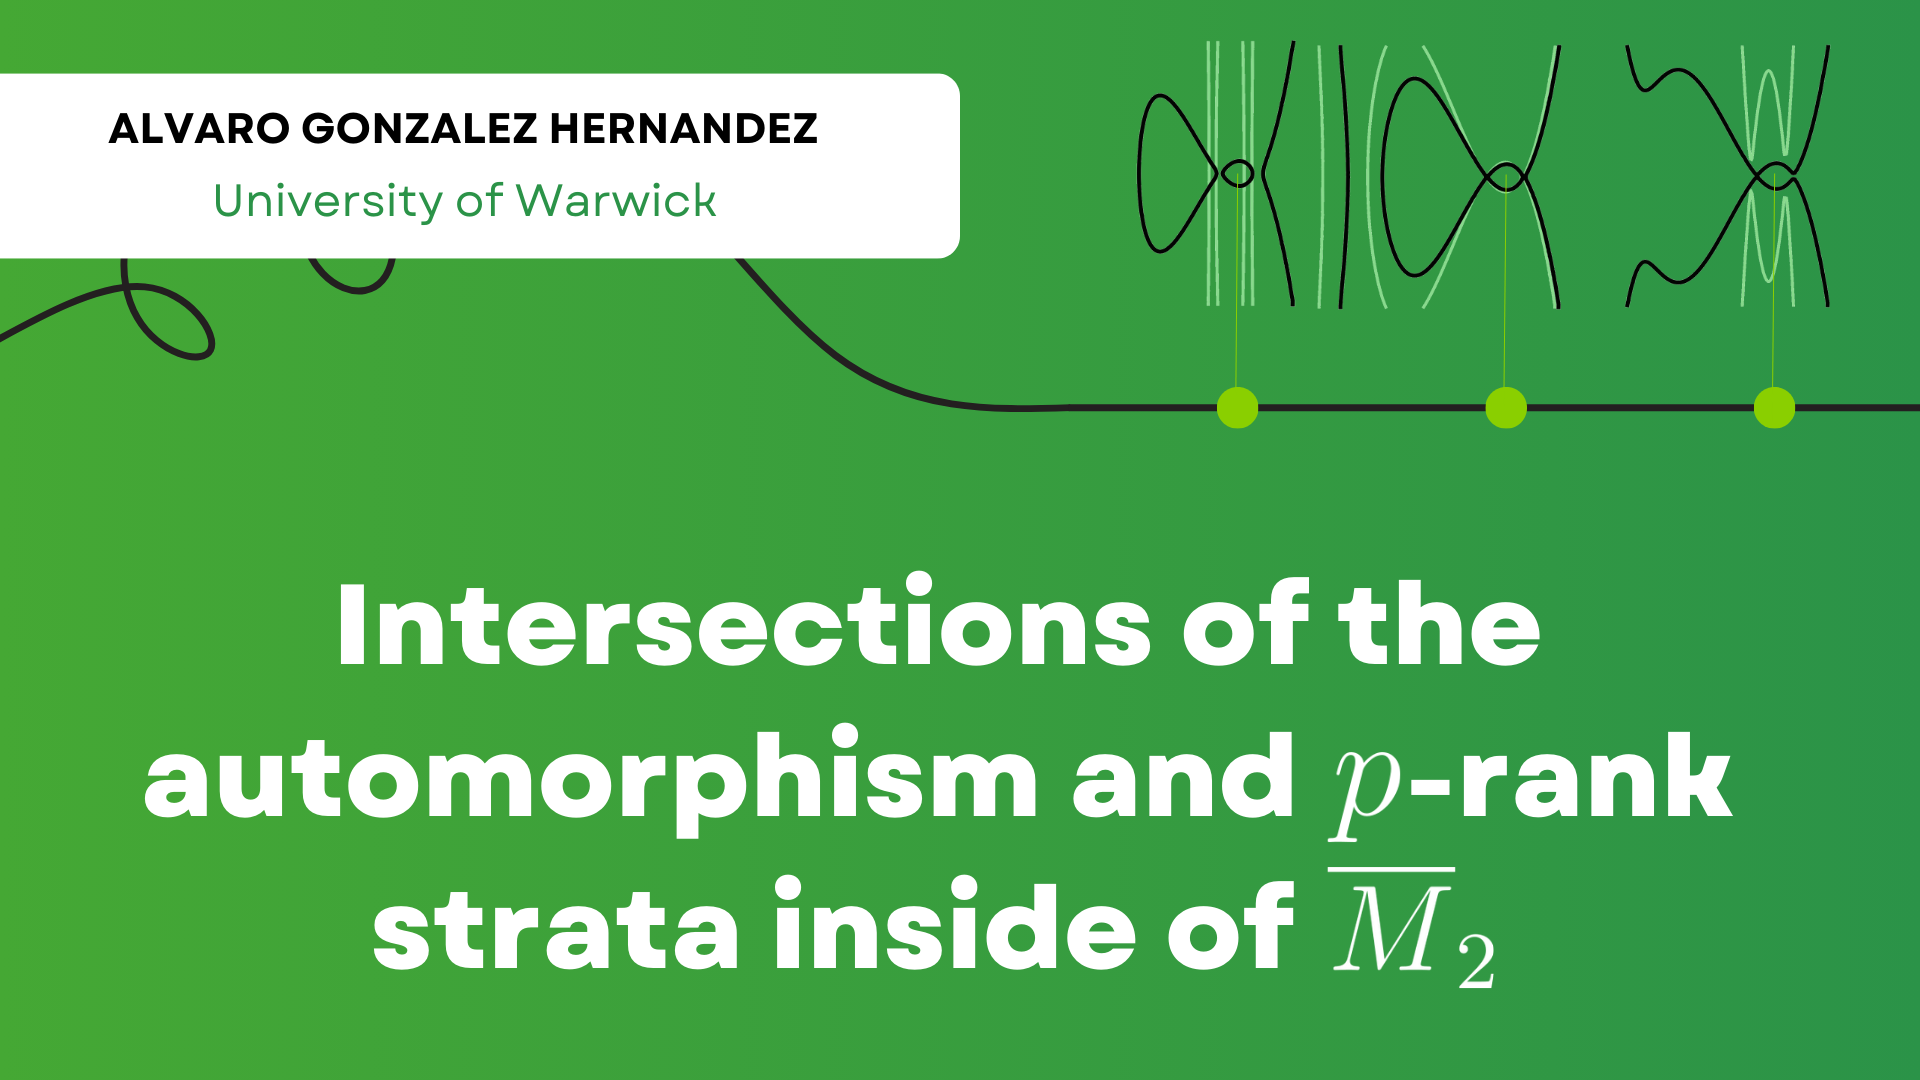 ALVARO GONZALEZ HERNANDEZ
University of Warwick
Intersections of the
automorphism and $p$-rank
strata inside of $\overline{M}_2$